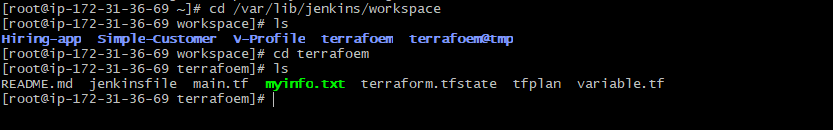 [root@ip-172-31-36-69 ~]# cd /var/lib/jenkins/workspace
[root@ip-172-31-36-69 workspace]# ls
Hiring-app  Simple-Customer  V-Profile  terrafoem  terrafoem@tmp
[root@ip-172-31-36-69 workspace]# cd terrafoem
[root@ip-172-31-36-69 terrafoem]# ls
README.md  jenkinsfile  main.tf  myinfo.txt  terraform.tfstate  tfplan  variable.tf
[root@ip-172-31-36-69 terrafoem]#